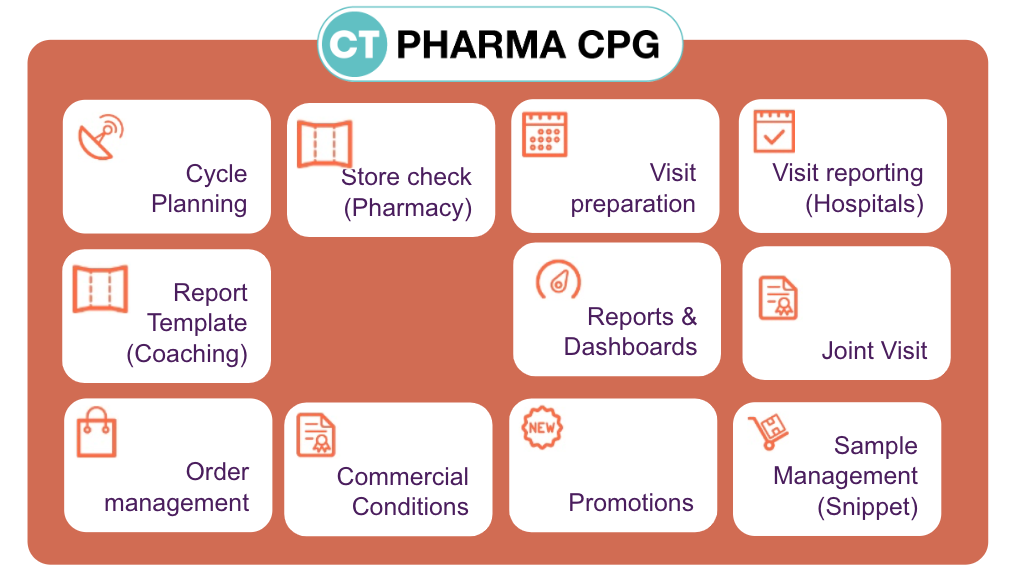 CT PHARMA CPG
Cycle
Planning
Store check
(Pharmacy)
Visit
preparation
Visit reporting
(Hospitals)
Report
Template
(Coaching)
Reports &
Dashboards
Joint Visit
Order
management
Commercial
Conditions
NEW
Promotions
Sample
Management
(Snippet)